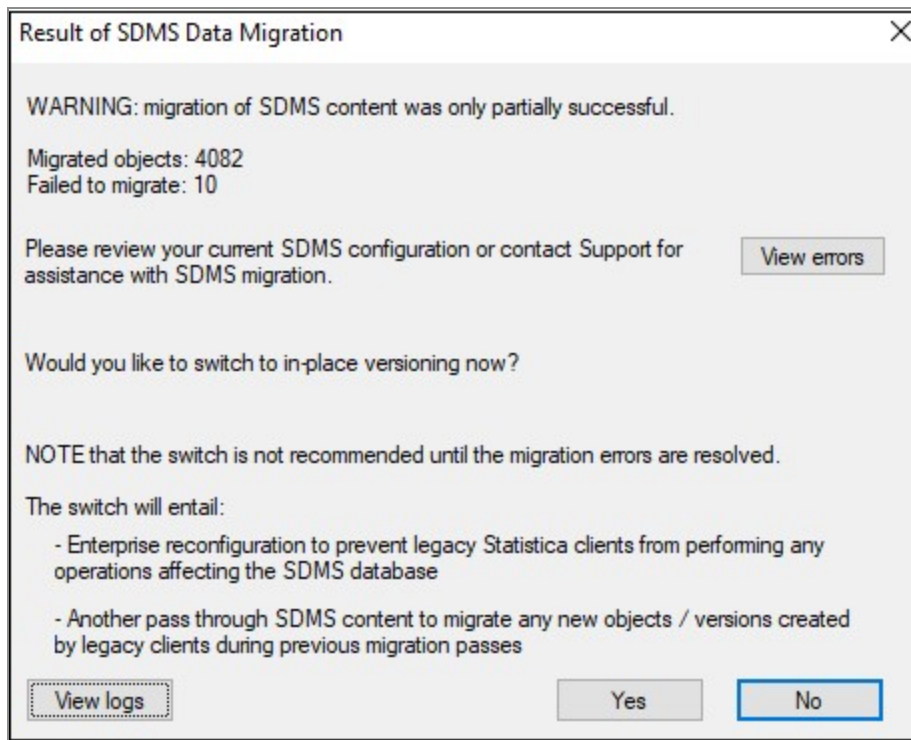 Result of SDMS Data Migration
WARNING: migration of SDMS content was only partially successful.
Migrated objects: 4082
Failed to migrate: 10
Please review your current SDMS configuration or contact Support for
assistance with SDMS migration.
View errors
Would you like to switch to in-place versioning now?
NOTE that the switch is not recommended until the migration errors are resolved.
The switch will entail:
- Enterprise reconfiguration to prevent legacy Statistica clients from performing any
operations affecting the SDMS database
- Another pass through SDMS content to migrate any new objects / versions created
by legacy clients during previous migration passes
View logs
Yes
No